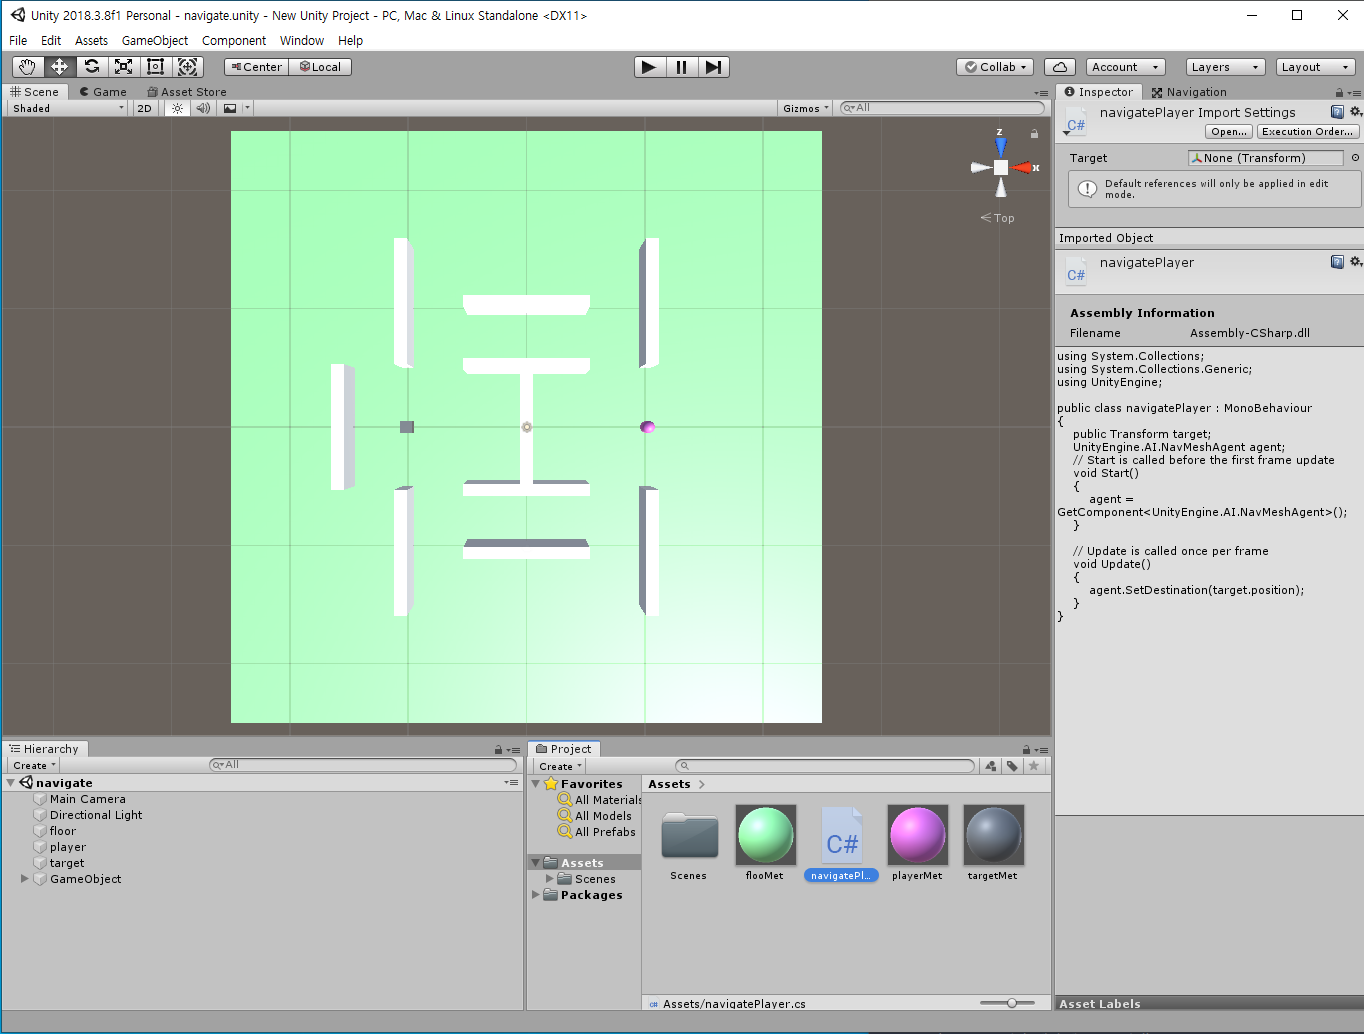 Unity 2018.3.8f1 Personal - navigate.unity - New Unity Project - PC, Mac & Linux Standalone <DX11>
File Edit Assets GameObject Component Window Help
Center Local Collab Account Layers Layout
Scene Game Asset Store
Shaded 2D Gizmos All
z
x
Top
Inspector Navigation
navigatePlayer Import Settings
Open... Execution Order...
Target None (Transform)
Default references will only be applied in edit
mode.
Imported Object
navigatePlayer
C#
Assembly Information
Filename Assembly-CSharp.dll
using System.Collections;
using System.Collections.Generic;
using UnityEngine;
public class navigatePlayer : MonoBehaviour
{
public Transform target;
UnityEngine.AI.NavMeshAgent agent;
// Start is called before the first frame update
void Start()
{
agent =
GetComponent<UnityEngine.AI.NavMeshAgent>();
}
// Update is called once per frame
void Update()
{
agent.SetDestination(target.position);
}
}
Asset Labels
Hierarchy
Create All
navigate
Main Camera
Directional Light
floor
player
target
GameObject
Project
Create
Favorites
All Materials
All Models
All Prefabs
Assets
Scenes
Packages
Assets
C#
Scenes flooMet navigatePl... playerMet targetMet
Assets/navigatePlayer.cs